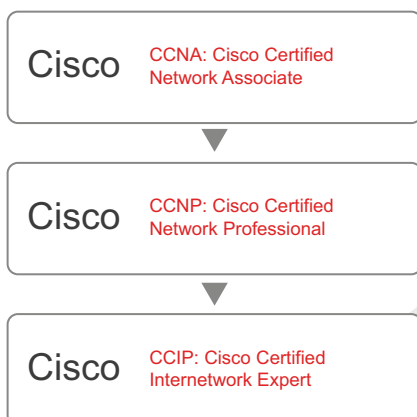 Cisco
CCNA: Cisco Certified
Network Associate
Cisco
CCNP: Cisco Certified
Network Professional
Cisco
CCIP: Cisco Certified
Internetwork Expert